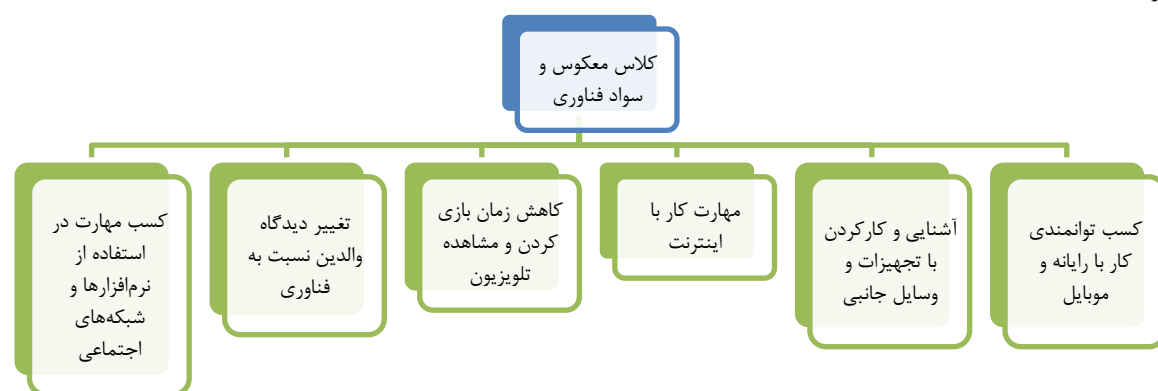 کلاس معکوس و
سواد فناوری
کسب توانمندی
کار با رایانه و
موبایل
آشنایی و کارکردن
با تجهیزات و
وسایل جانبی
مهارت کار با
اینترنت
کاهش زمان بازی
کردن و مشاهده
تلویزیون
تغییر دیدگاه
والدین نسبت به
فناوری
کسب مهارت در
استفاده از
نرم‌افزارها و
شبکه‌های
اجتماعی